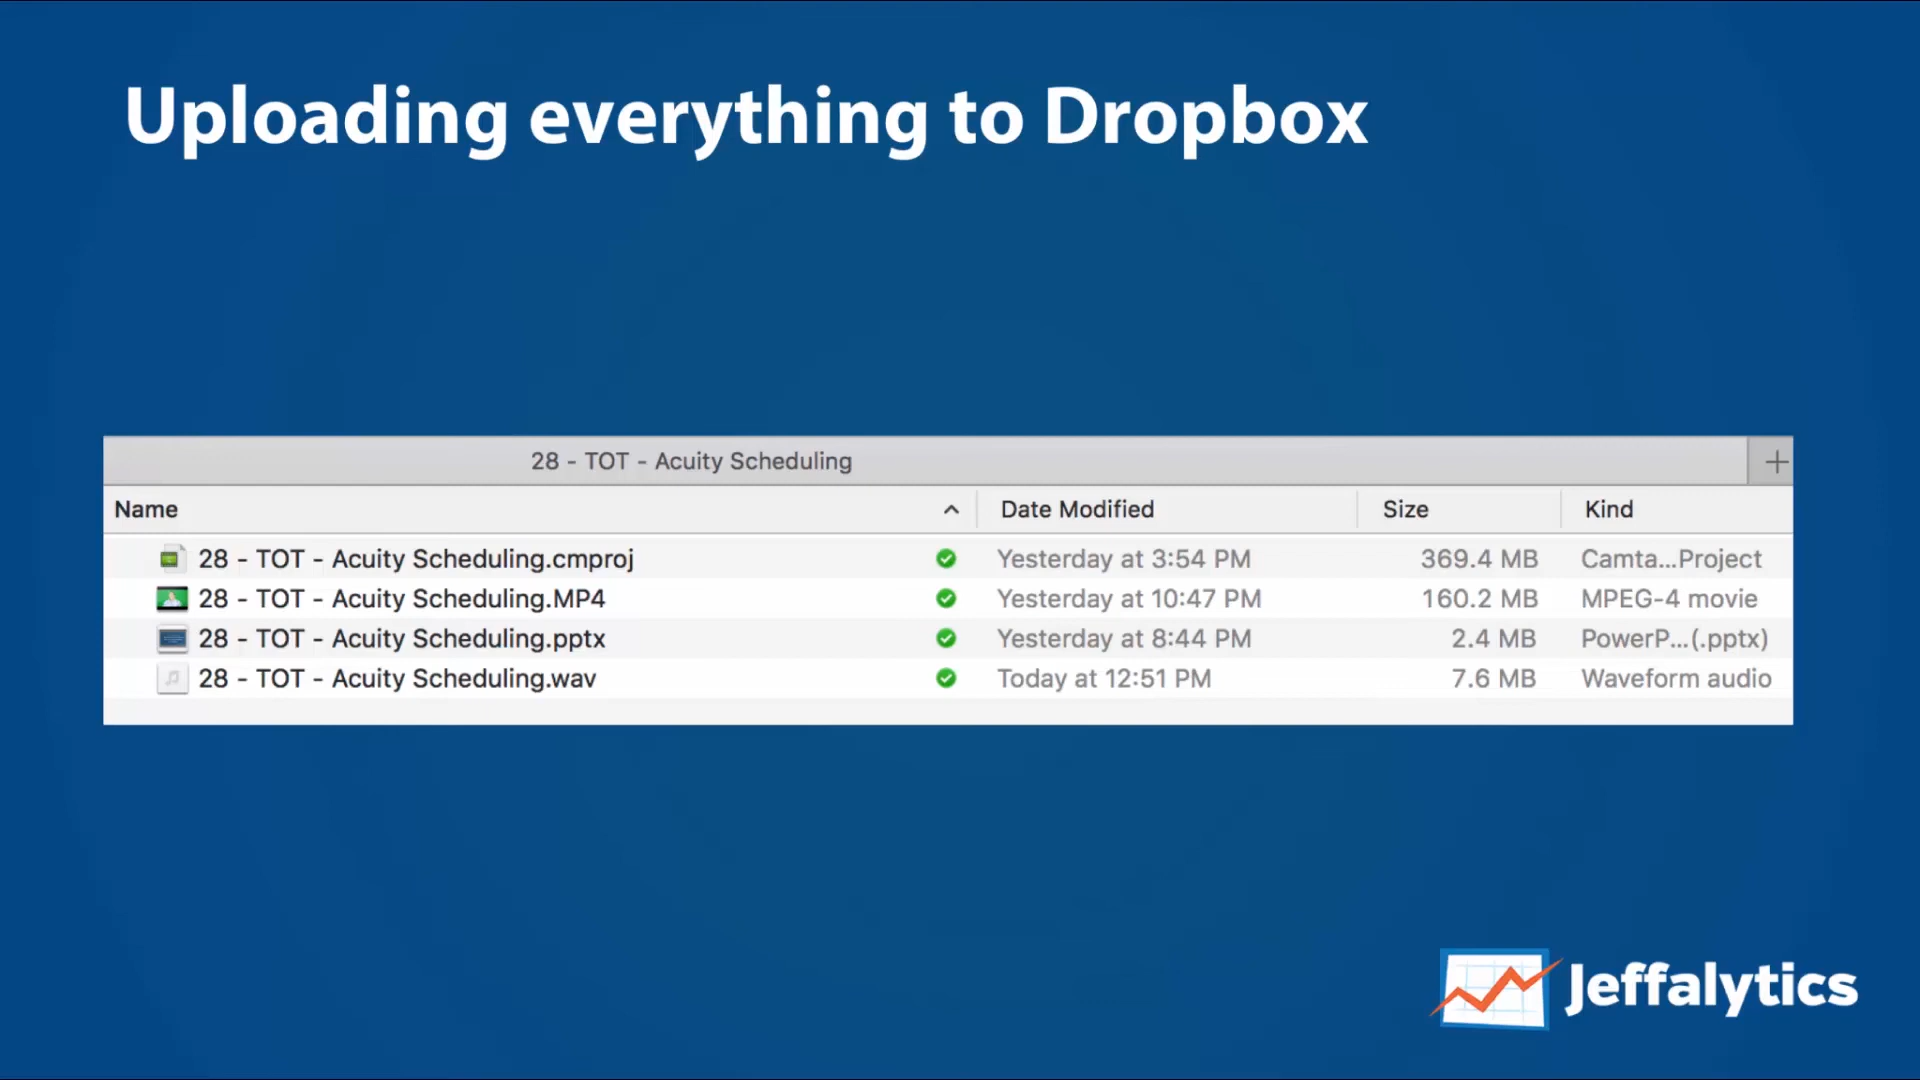 Uploading everything to Dropbox
28 - TOT - Acuity Scheduling
Name Date Modified Size Kind
28 - TOT - Acuity Scheduling.cmproj Yesterday at 3:54 PM 369.4 MB Camta...Project
28 - TOT - Acuity Scheduling.MP4 Yesterday at 10:47 PM 160.2 MB MPEG-4 movie
28 - TOT - Acuity Scheduling.pptx Yesterday at 8:44 PM 2.4 MB PowerP...(.pptx)
28 - TOT - Acuity Scheduling.wav Today at 12:51 PM 7.6 MB Waveform audio
Jeffalytics